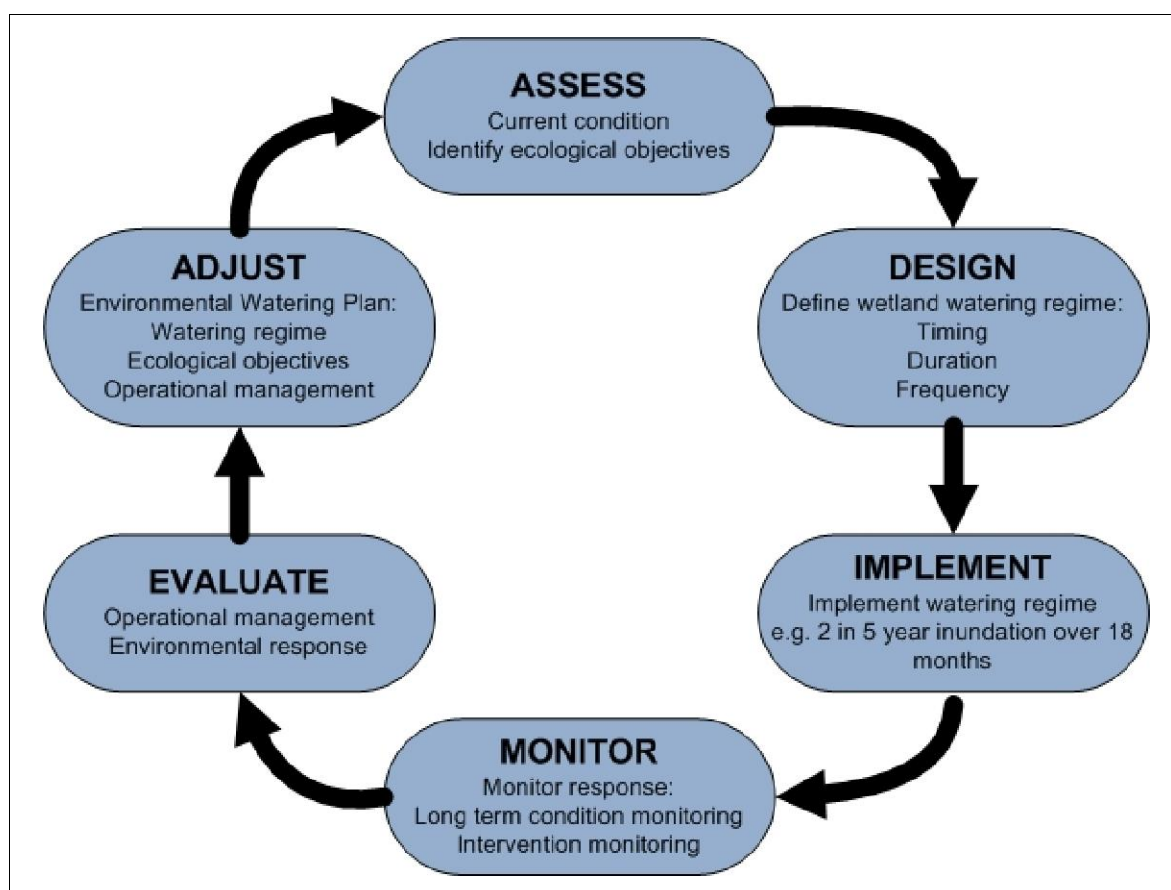 ASSESS
Current condition
Identify ecological objectives
DESIGN
Define wetland watering regime:
Timing
Duration
Frequency
IMPLEMENT
Implement watering regime
e.g. 2 in 5 year inundation over 18
months
MONITOR
Monitor response:
Long term condition monitoring
Intervention monitoring
EVALUATE
Operational management
Environmental response
ADJUST
Environmental Watering Plan:
Watering regime
Ecological objectives
Operational management